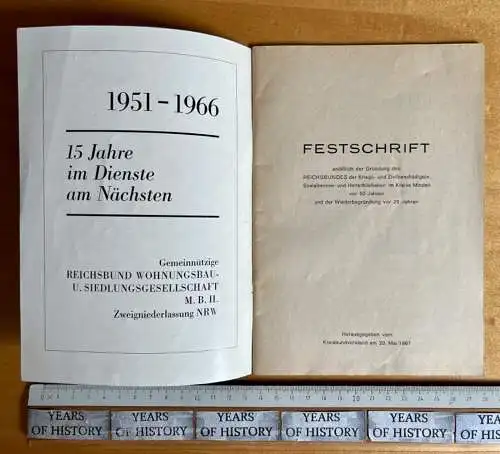 1951 – 1966
15 Jahre
im Dienste
am Nächsten
Gemeinnützige
REICHSBUND WOHNUNGSBAU-
U. SIEDLUNGSGESELLSCHAFT
M. B. H.
Zweigniederlassung NRW
FESTSCHRIFT
anläßlich der Gründung des
REICHSBUNDES der Kriegs- und Zivilbeschädigten,
Sozialrentner und Hinterbliebenen im Kreise Minden
vor 50 Jahren
und der Wiederbegründung vor 20 Jahren
Herausgegeben vom
Kreisbundvorstand am 20. Mai 1967
YEARS
OF HISTORY
YEARS
OF HISTORY
YEARS
OF HISTORY
YEARS
OF HISTORY
YEARS
OF HISTORY
YEA
OF HIS